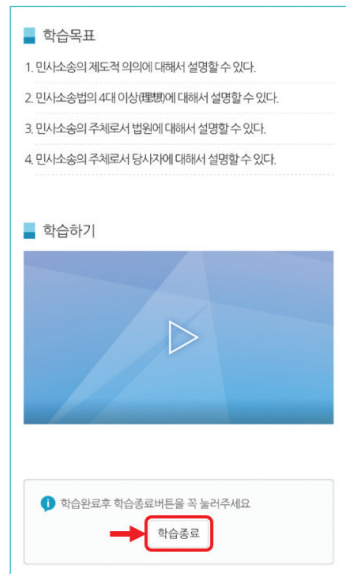 학습목표
1. 민사소송의 제도적 의의에 대해서 설명할 수 있다.
2. 민사소송법의 4대 이상(理想)에 대해서 설명할 수 있다.
3. 민사소송의 주체로서 법원에 대해서 설명할 수 있다.
4. 민사소송의 주체로서 당사자에 대해서 설명할 수 있다.
학습하기
학습완료후 학습종료버튼을 꼭 눌러주세요
학습종료